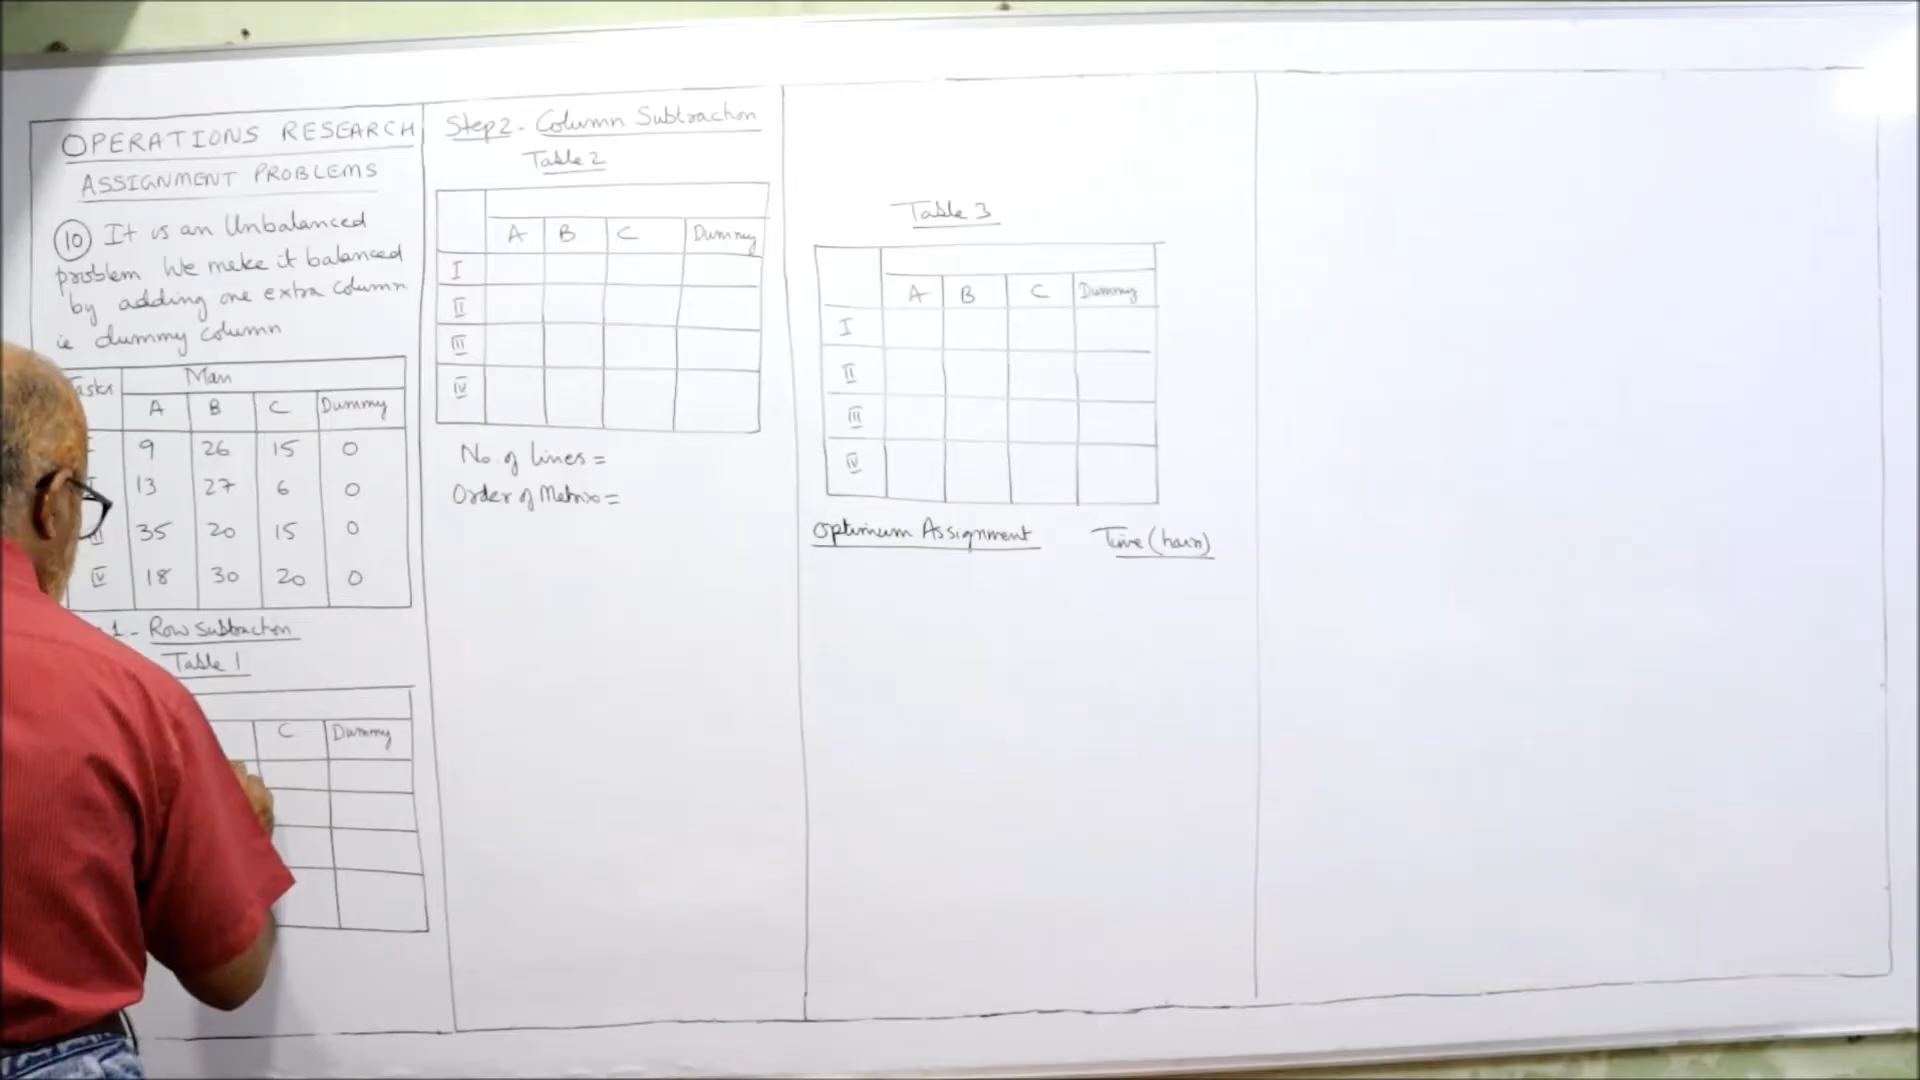 OPERATIONS RESEARCH
ASSIGNMENT PROBLEMS
(10) It is an Unbalanced
problem We make it balanced
by adding one extra column
ie dummy column
Man
A B C Dummy
9 26 15 0
13 27 6 0
35 20 15 0
IV 18 30 20 0
1- Row Subtraction
Table 1
C Dummy
Step 2 - Column Subtraction
Table 2
A B C Dummy
I
II
III
IV
No. of lines =
Order of Matrix =
Table 3
A B C Dummy
I
II
III
IV
Optimum Assignment Time (hours)